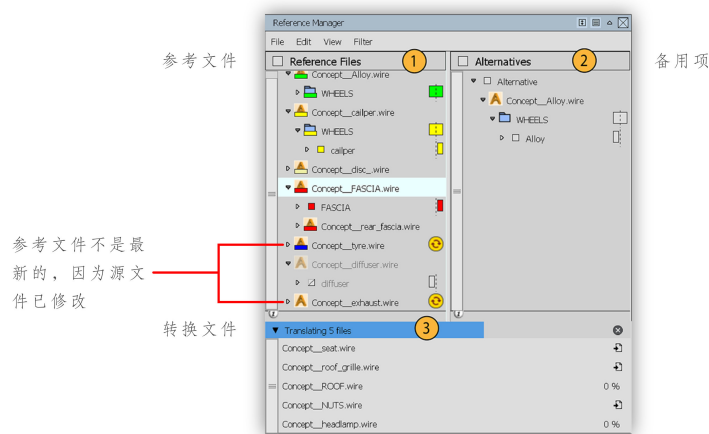 Reference Manager
File Edit View Filter
参考文件
Reference Files
1
Alternatives
2
备用项
Concept__Alloy.wire
WHEELS
Concept__cailper.wire
WHEELS
cailper
Concept__disc_.wire
Concept__FASCIA.wire
FASCIA
Concept__rear_fascia.wire
Concept__tyre.wire
Concept__diffuser.wire
diffuser
Concept__exhaust.wire
Alternative
Concept__Alloy.wire
WHEELS
Alloy
参考文件不是最
新的，因为源文
件已修改
转换文件
Translating 5 files
3
Concept__seat.wire
Concept__roof_grille.wire
Concept__ROOF.wire 0 %
Concept__NUTS.wire
Concept__headlamp.wire 0 %